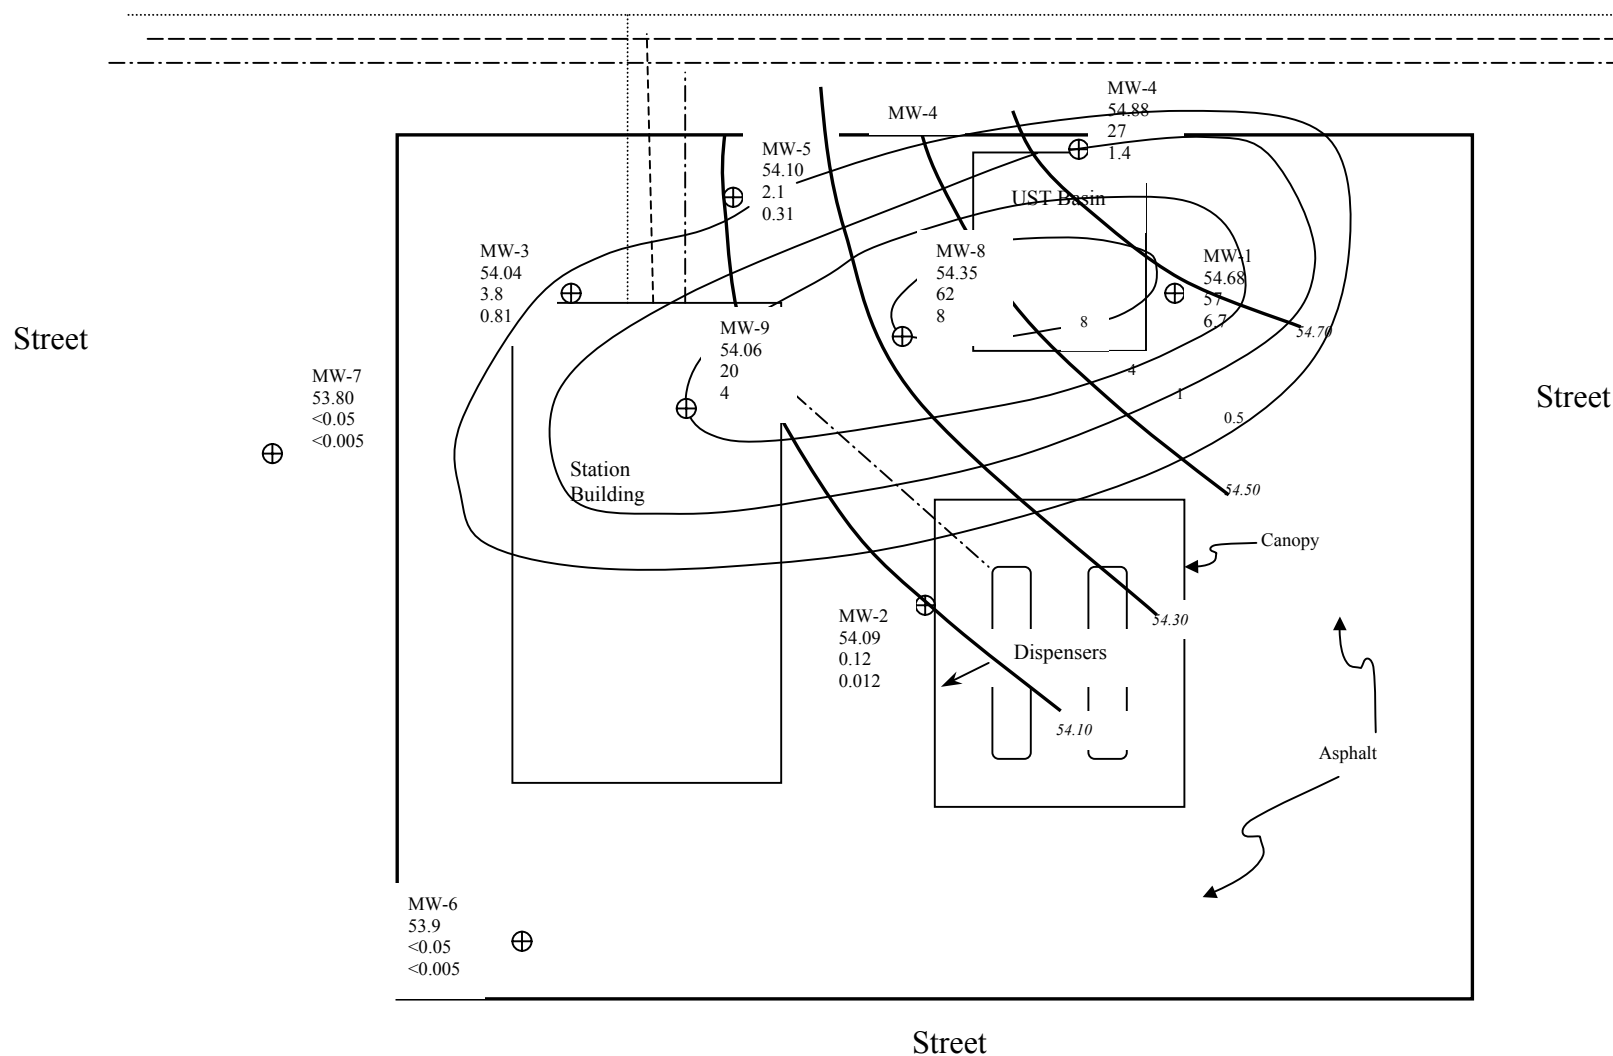 MW-4
54.88
27
1.4
MW-4
MW-5
54.10
2.1
0.31
UST Basin
MW-3
54.04
3.8
0.81
MW-8
54.35
62
8
MW-1
54.68
57
6.7
8
54.70
Street
MW-9
54.06
20
4
MW-7
53.80
<0.05
<0.005
4
1
0.5
Street
Station
Building
54.50
Canopy
MW-2
54.09
0.12
0.012
54.30
Dispensers
54.10
Asphalt
MW-6
53.9
<0.05
<0.005
Street